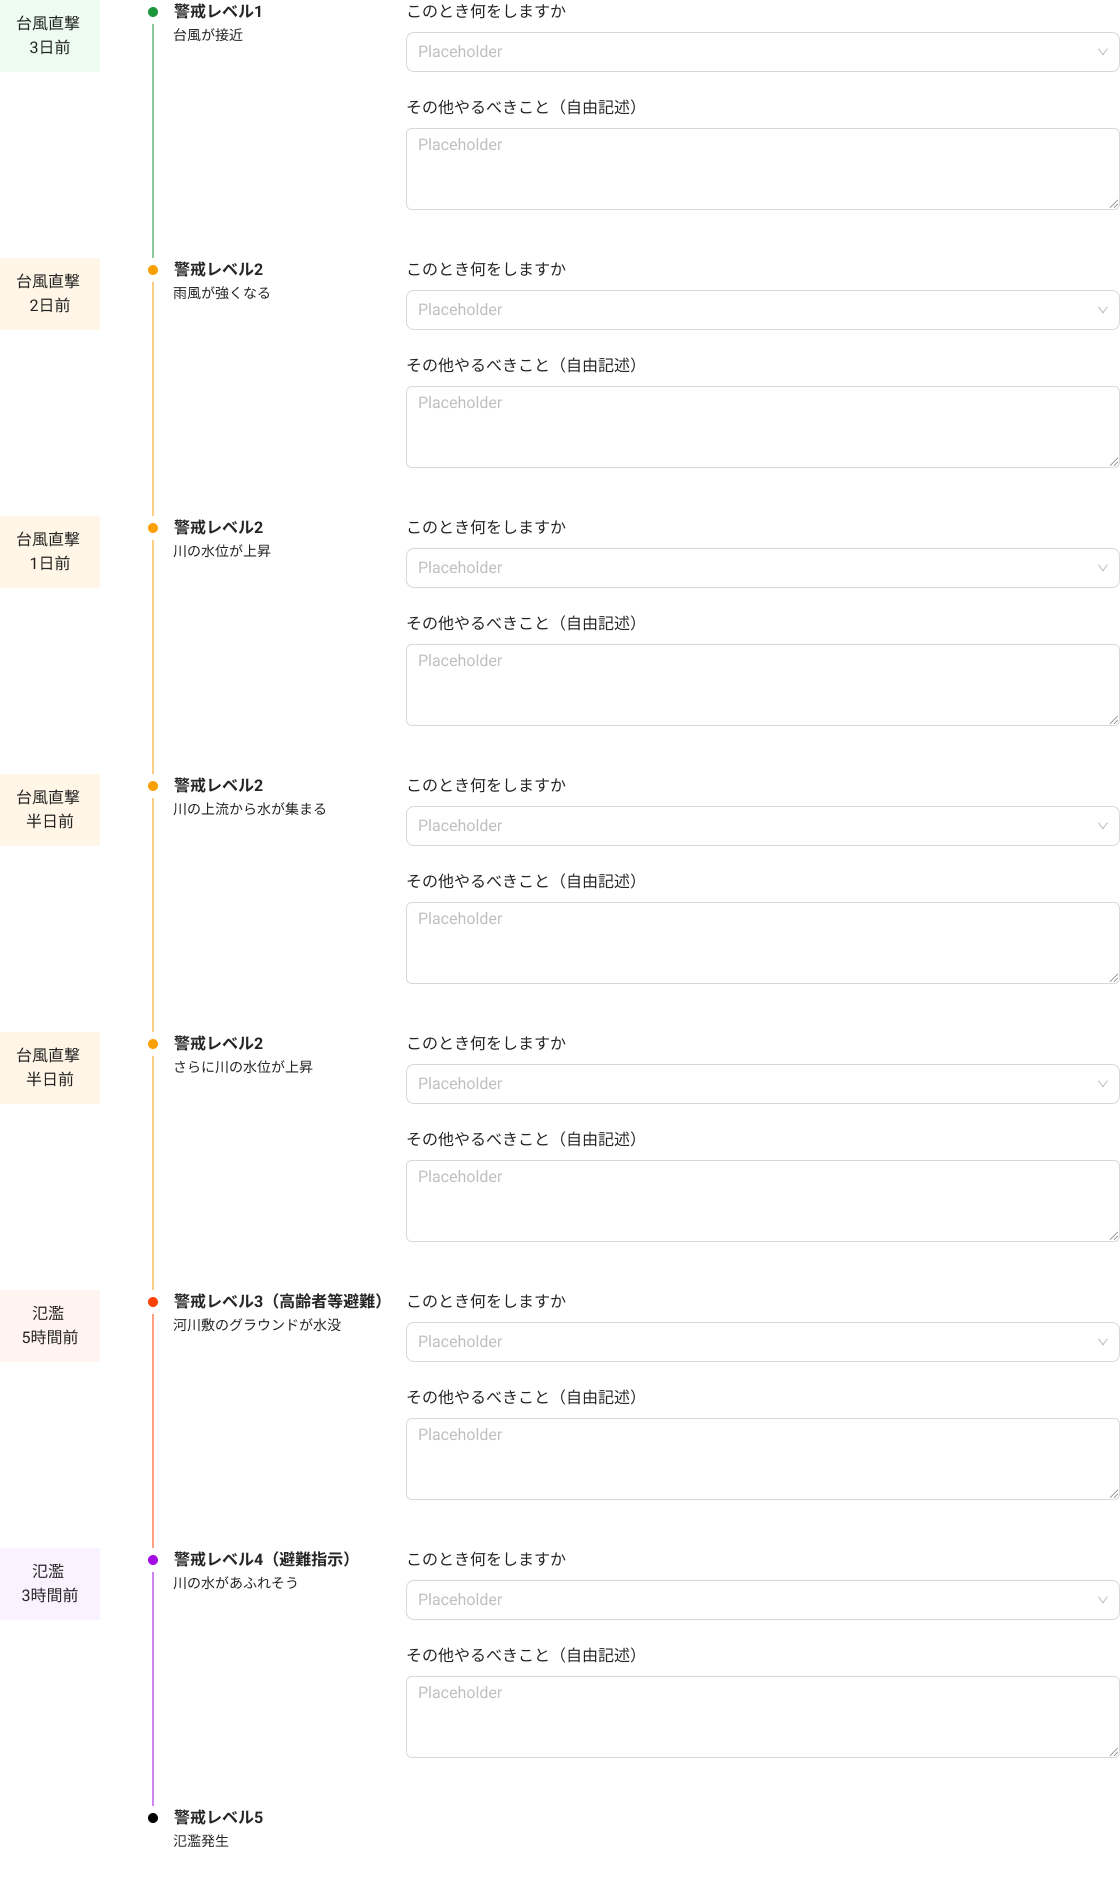 台風直撃
3日前
警戒レベル1
台風が接近
このとき何をしますか
Placeholder
その他やるべきこと（自由記述）
Placeholder
台風直撃
2日前
警戒レベル2
雨風が強くなる
このとき何をしますか
Placeholder
その他やるべきこと（自由記述）
Placeholder
台風直撃
1日前
警戒レベル2
川の水位が上昇
このとき何をしますか
Placeholder
その他やるべきこと（自由記述）
Placeholder
台風直撃
半日前
警戒レベル2
川の上流から水が集まる
このとき何をしますか
Placeholder
その他やるべきこと（自由記述）
Placeholder
台風直撃
半日前
警戒レベル2
さらに川の水位が上昇
このとき何をしますか
Placeholder
その他やるべきこと（自由記述）
Placeholder
氾濫
5時間前
警戒レベル3（高齢者等避難）
河川敷のグラウンドが水没
このとき何をしますか
Placeholder
その他やるべきこと（自由記述）
Placeholder
氾濫
3時間前
警戒レベル4（避難指示）
川の水があふれそう
このとき何をしますか
Placeholder
その他やるべきこと（自由記述）
Placeholder
警戒レベル5
氾濫発生